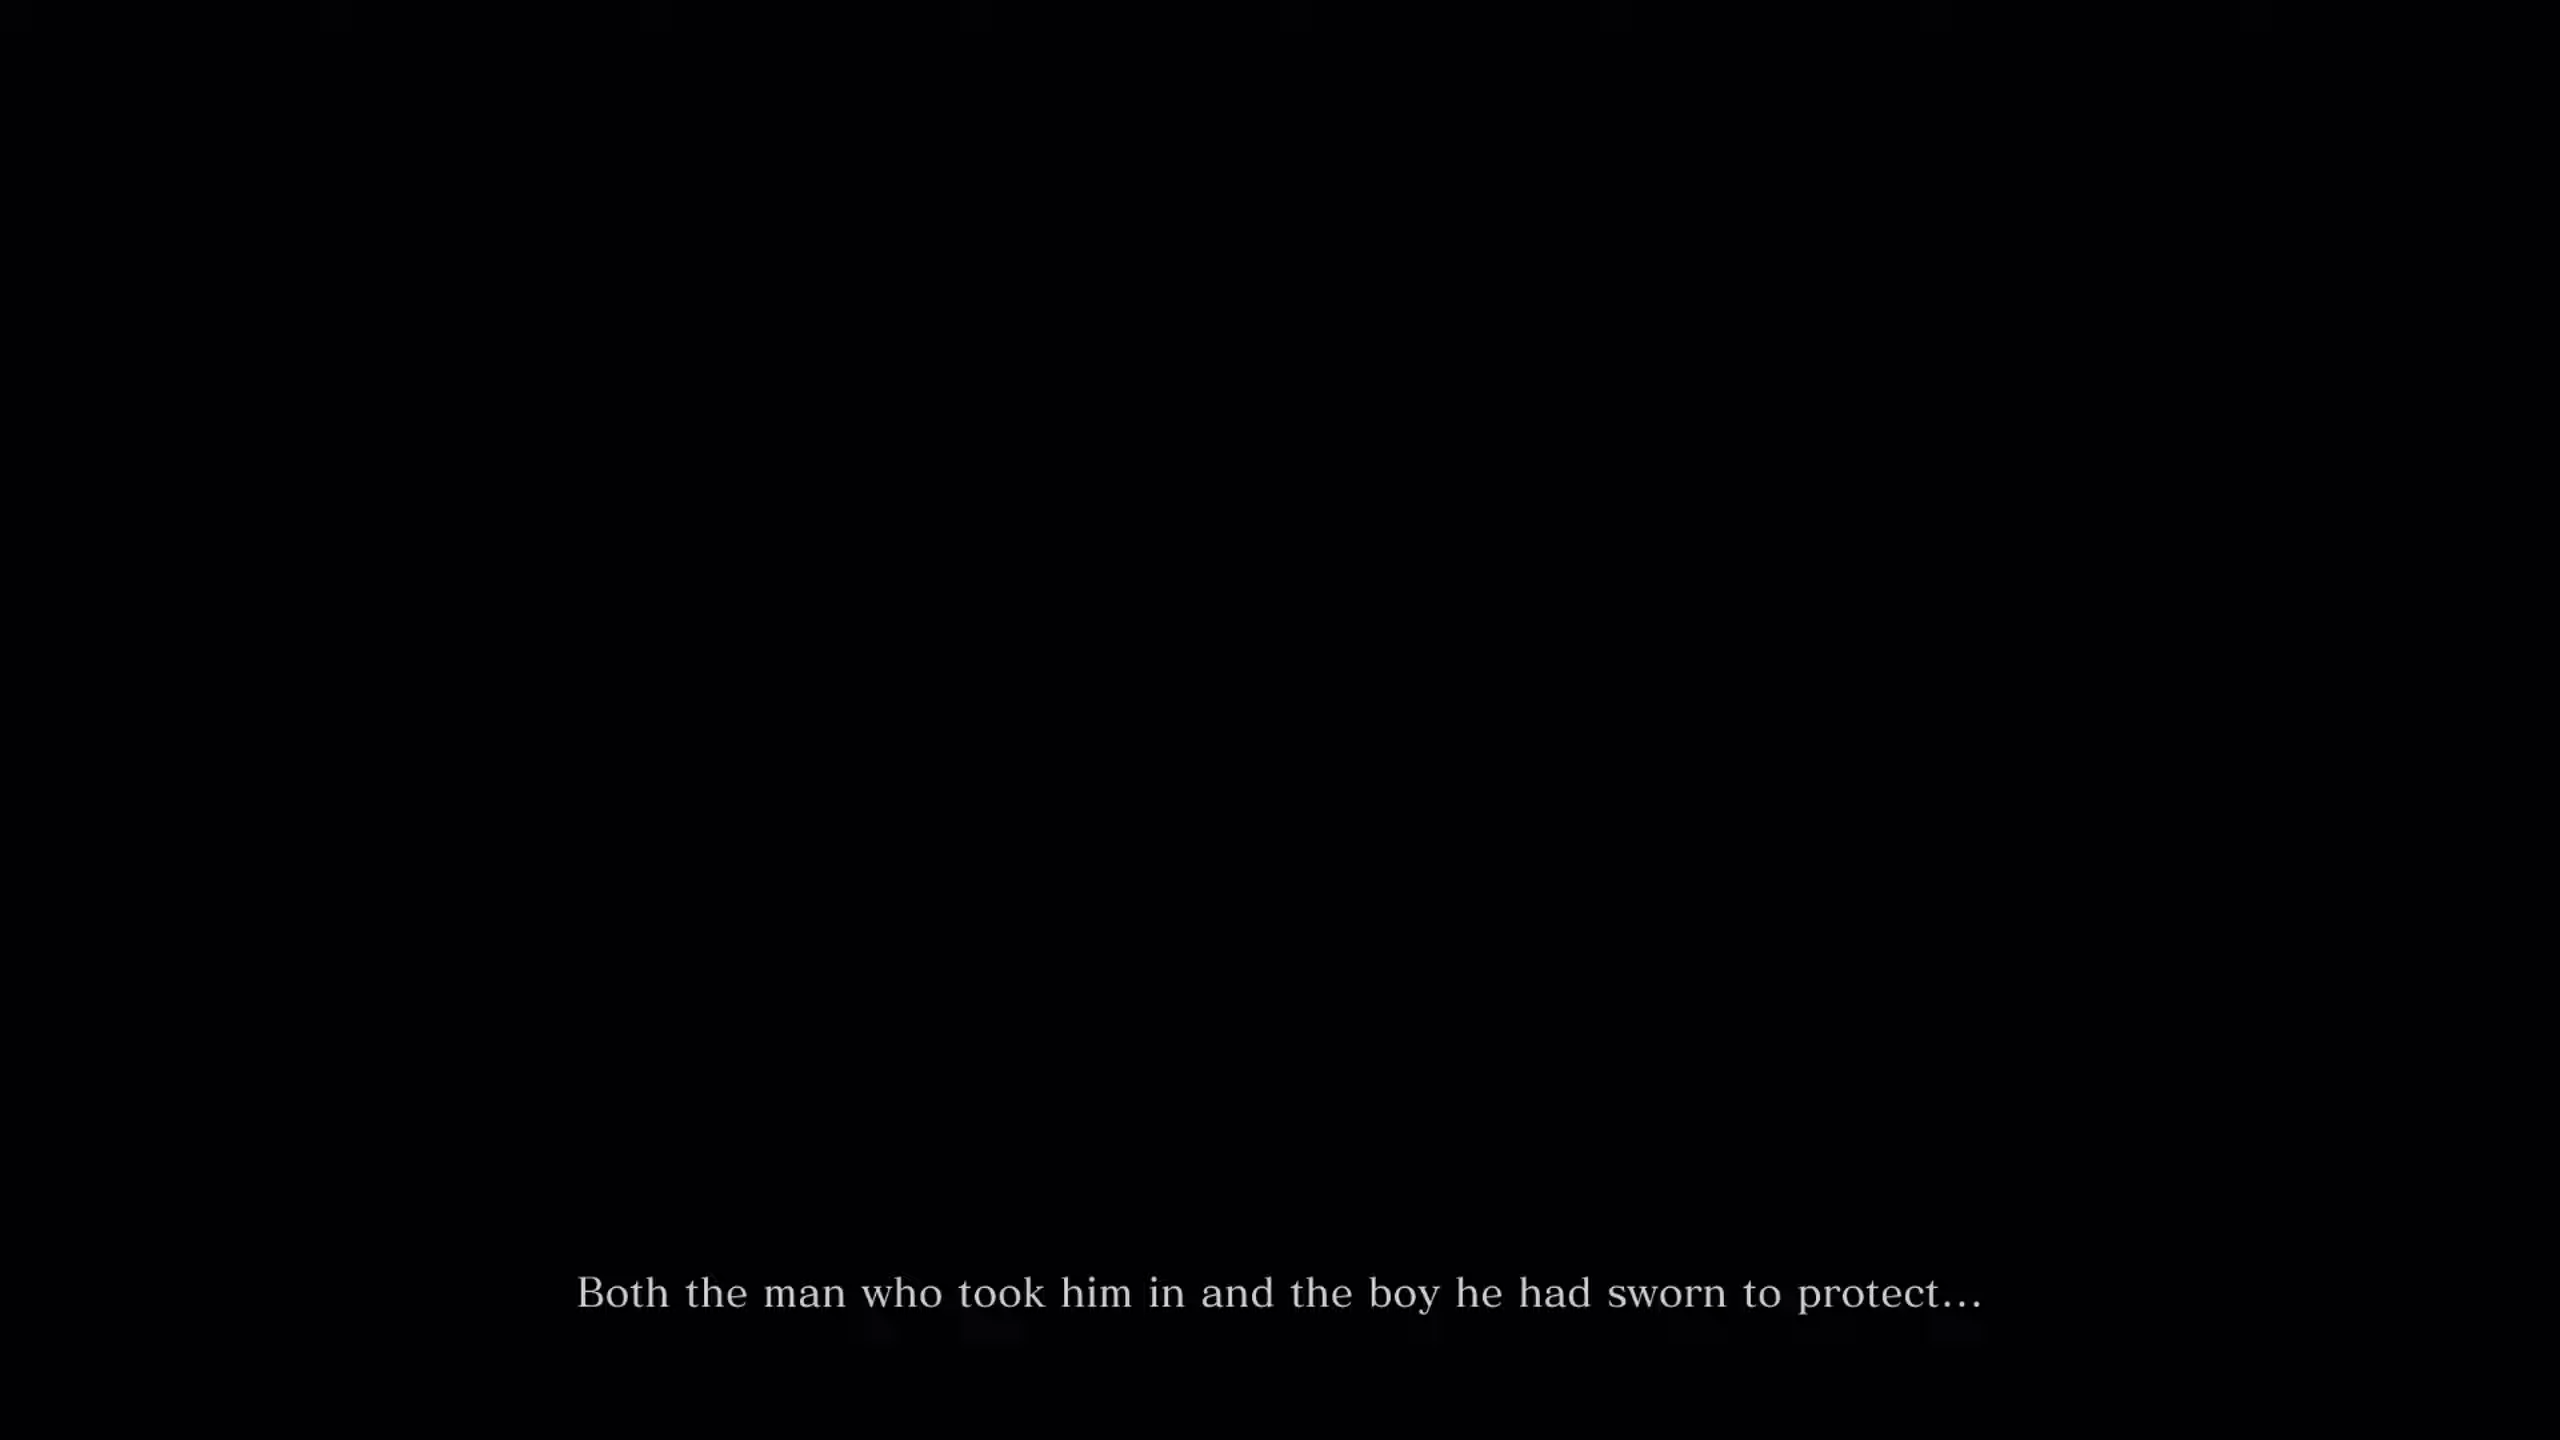 Both the man who took him in and the boy he had sworn to protect...